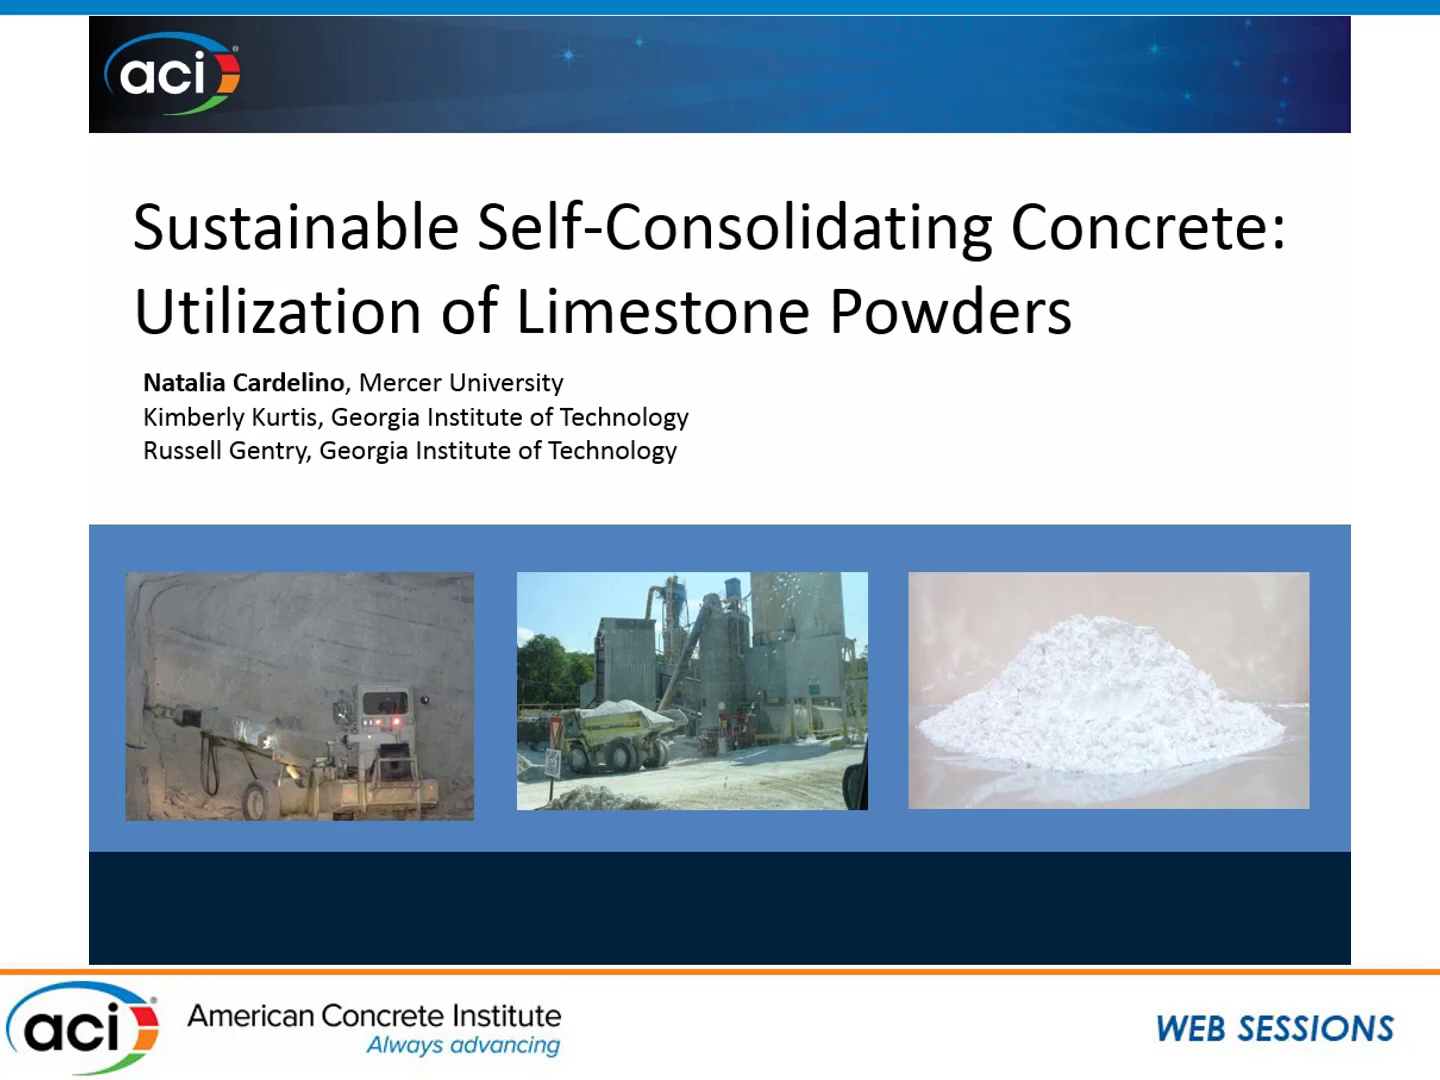 aci
Sustainable Self-Consolidating Concrete:
Utilization of Limestone Powders
Natalia Cardelino, Mercer University
Kimberly Kurtis, Georgia Institute of Technology
Russell Gentry, Georgia Institute of Technology
aci
American Concrete Institute
Always advancing
WEB SESSIONS